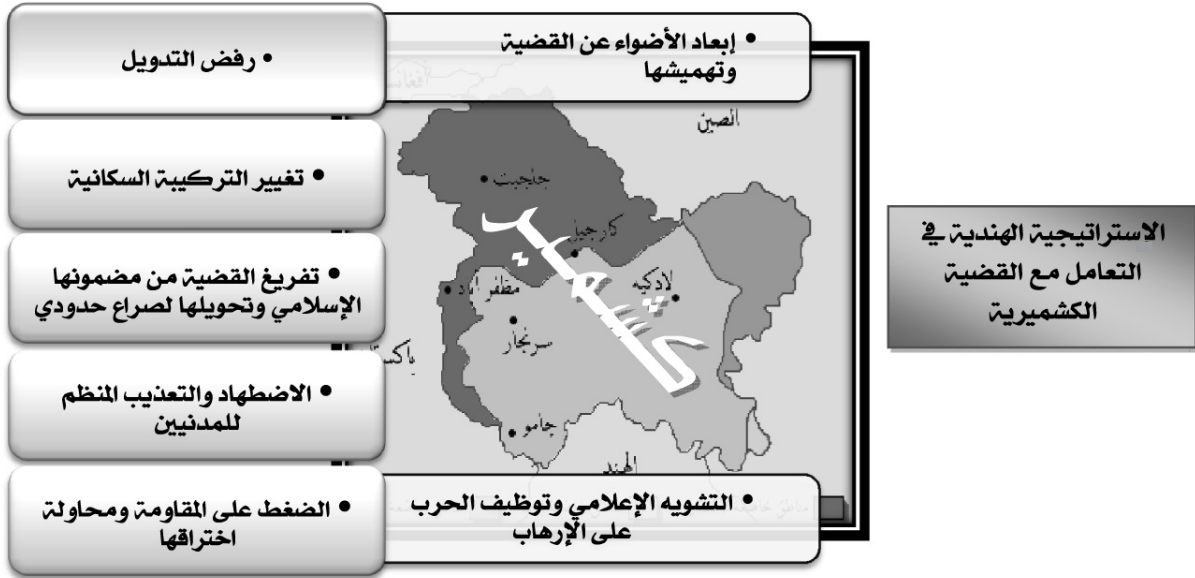 الاستراتيجية الهندية في
التعامل مع القضية
الكشميرية
• إبعاد الأضواء عن القضية
وتهميشها
• رفض التدويل
• تغيير التركيبة السكانية
• تفريغ القضية من مضمونها
الإسلامي وتحويلها لصراع حدودي
• الاضطهاد والتعذيب المنظم
للمدنيين
• الضغط على المقاومة ومحاولة
اختراقها
• التشويه الإعلامي وتوظيف الحرب
على الإرهاب
الصين
جلجيت
كارجيل
لادكيه
مظفر آباد
سرنجار
جامو
الهند
كشمير